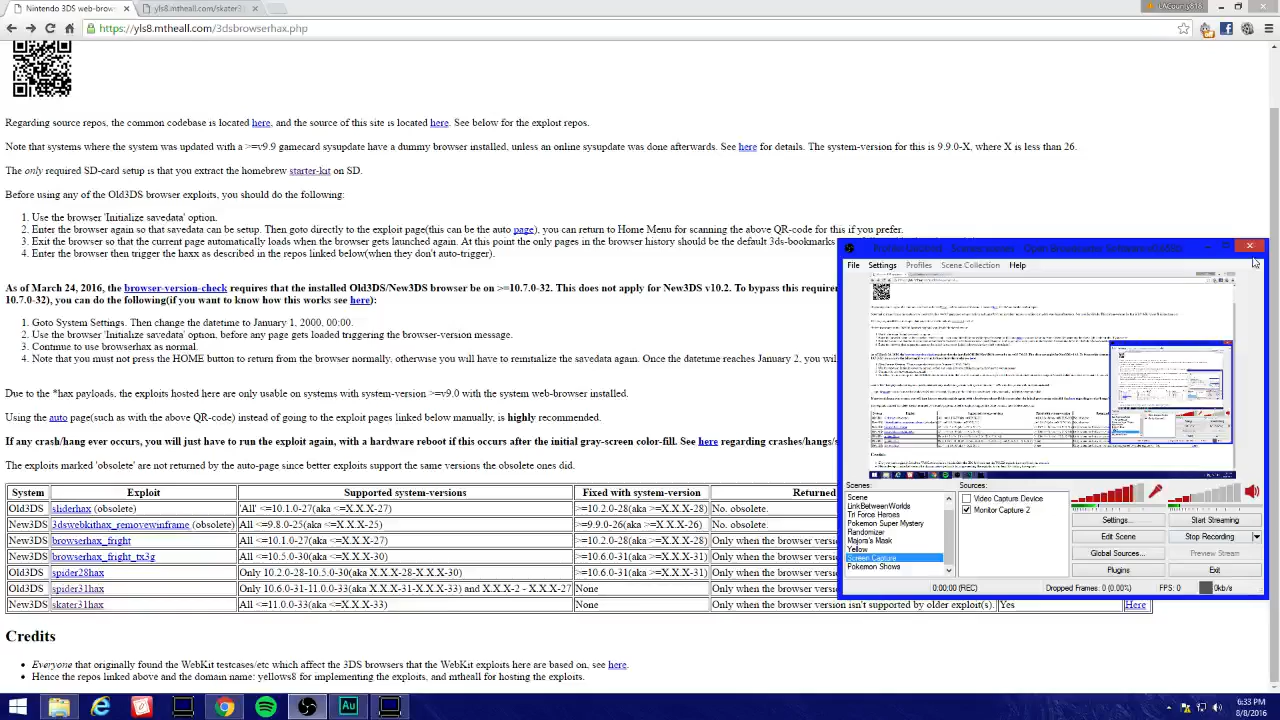 Nintendo 3DS web-brow
yls8.mtheall.com/skater3
LACounty818
https://yls8.mtheall.com/3dsbrowserhax.php
Regarding source repos, the common codebase is located here, and the source of this site is located here. See below for the exploit repos.
Note that systems where the system was updated with a >=v9.9 gamecard sysupdate have a dummy browser installed, unless an online sysupdate was done afterwards. See here for details. The system-version for this is 9.9.0-X, where X is less than 26.
The only required SD-card setup is that you extract the homebrew starter-kit on SD.
Before using any of the Old3DS browser exploits, you should do the following:
1. Use the browser 'Initialize savedata' option.
2. Enter the browser again so that savedata can be setup. Then goto directly to the exploit page(this can be the auto page), you can return to Home Menu for scanning the above QR-code for this if you prefer.
3. Exit the browser so that the current page automatically loads when the browser gets launched again. At this point the only pages in the browser history should be the default 3ds-bookmarks
4. Enter the browser then trigger the haxx as described in the repos linked below(when they don't auto-trigger).
As of March 24, 2016, the browser-version-check requires that the installed Old3DS/New3DS browser be on >=10.7.0-32. This does not apply for New3DS v10.2. To bypass this requirem
10.7.0-32), you can do the following(if you want to know how this works see here):
1. Goto System Settings. Then change the datetime to January 1, 2000, 00:00.
2. Use the browser 'Initialize savedata' option, before any page gets loaded triggering the browser-version message.
3. Continue to use browserhax as normal.
4. Note that you must not press the HOME button to return from the browser normally, otherwise you will have to reinitialize the savedata again. Once the datetime reaches January 2, you wil
Due to the *hax payloads, the exploits hosted here are only usable on systems with system-version with the system web-browser installed.
Using the auto page(such with the above QR-code) instead of the exploits linked below manually, is highly recommended.
If any crash/hang ever occurs, you will just have to run the exploit again, with a reboot if this occurs after the initial gray-screen-color-fill. See here regarding crashes/hangs/s
The exploits marked 'obsolete' are not returned by the auto-page since better exploits support the same versions the obsolete ones did.
System Exploit Supported system-versions Fixed with system-version Returned
Old3DS sliderhax (obsolete) 'All' <=10.1.0-27(aka <=X.X.X-27) >=10.2.0-28(aka >=X.X.X-28) No. obsolete.
New3DS 3dswebkithax_removewinframe (obsolete) All <=9.8.0-25(aka <=X.X.X-25) >=9.9.0-26(aka >=X.X.X-26) No. obsolete.
New3DS browserhax_fright All <=10.1.0-27(aka <=X.X.X-27) >=10.2.0-28(aka >=X.X.X-28) Only when the browser ver
New3DS browserhax_fright_tx3g All <=10.5.0-30(aka <=X.X.X-30) >=10.6.0-31(aka >=X.X.X-31) Only when the browser ver
Old3DS spider28hax Only 10.2.0-28-10.5.0-30(aka X.X.X-28-X.X.X-30) >=10.6.0-31(aka >=X.X.X-31) Only when the browser ver
Old3DS spider31hax Only 10.6.0-31-11.0.0-33(aka X.X.X-31-X.X.X-33) and X.X.X-2 - X.X.X-27 None Only when the browser ver
New3DS skater31hax All <=11.0.0-33(aka <=X.X.X-33) None Only when the browser version isn't supported by older exploit(s). Yes Here
Credits
Everyone that originally found the WebKit testcases/etc which affect the 3DS browsers that the WebKit exploits here are based on, see here.
Hence the repos linked above and the domain name: yellows8 for implementing the exploits, and mtheall for hosting the exploits.
File Settings Profiles Scene Collection Help
Scenes: Sources:
Scene
LinkBetweenWorlds
Tri Force Heroes
Pokemon Super Mystery
Randomizer
Majora's Mask
Yellow
Screen Capture
Pokemon Shows
Video Capture Device
Monitor Capture 2
Settings... Start Streaming
Edit Scene Stop Recording
Global Sources... Preview Stream
Plugins Exit
0:00:00 (REC) Dropped Frames: 0 (0.00%) FPS: 0 0kb/s
6:33 PM
8/8/2016